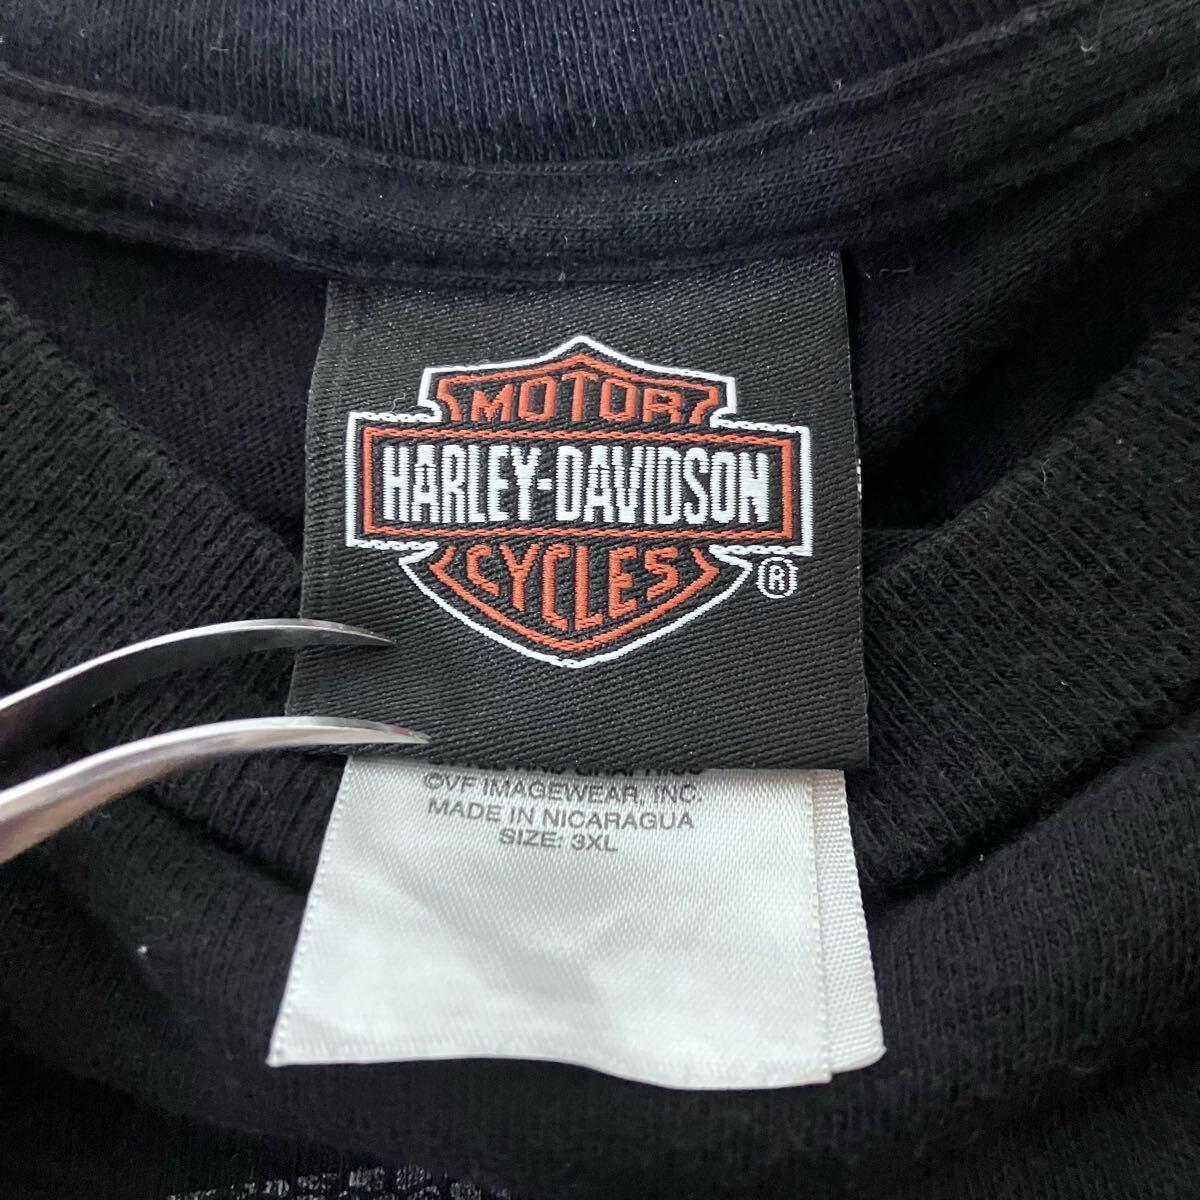 MOTOR
HARLEY-DAVIDSON
CYCLES
®
©VF IMAGEWEAR, INC.
MADE IN NICARAGUA
SIZE: 3XL